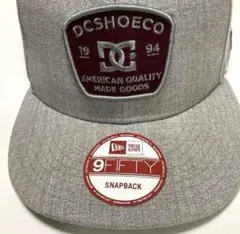 DCSHOECO
19 94
AMERICAN QUALITY
MADE GOODS
NEW ERA
9FIFTY
SNAPBACK